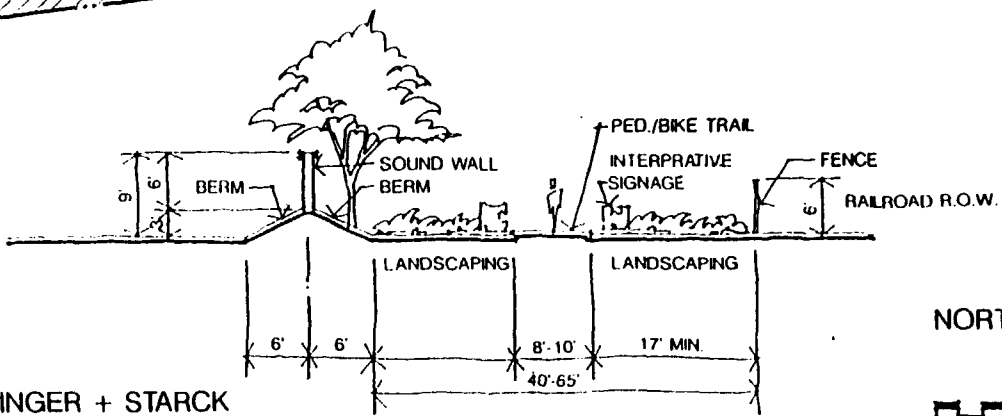 PED./BIKE TRAIL
SOUND WALL
INTERPRATIVE
SIGNAGE
FENCE
BERM
BERM
9'
6'
3'
6'
RAILROAD R.O.W.
LANDSCAPING
LANDSCAPING
NORT
6'
6'
8'-10'
17' MIN.
40'-65'
INGER + STARCK